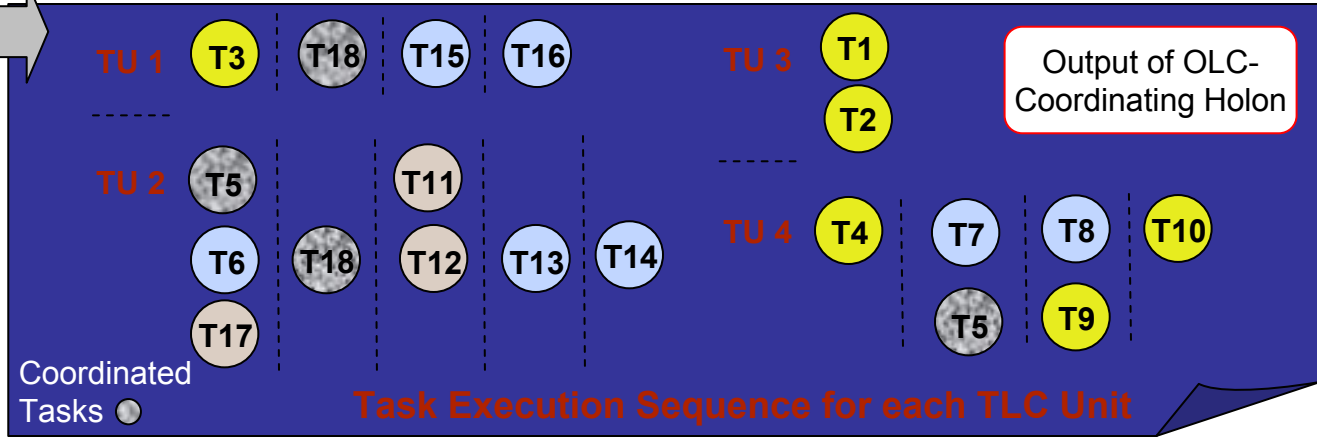 TU 1 T3 T18 T15 T16
TU 2 T5 T11
T6 T18 T12 T13 T14
T17
TU 3 T1
T2
TU 4 T4 T7 T8 T10
T5 T9
Output of OLC-
Coordinating Holon
Coordinated
Tasks
Task Execution Sequence for each TLC Unit